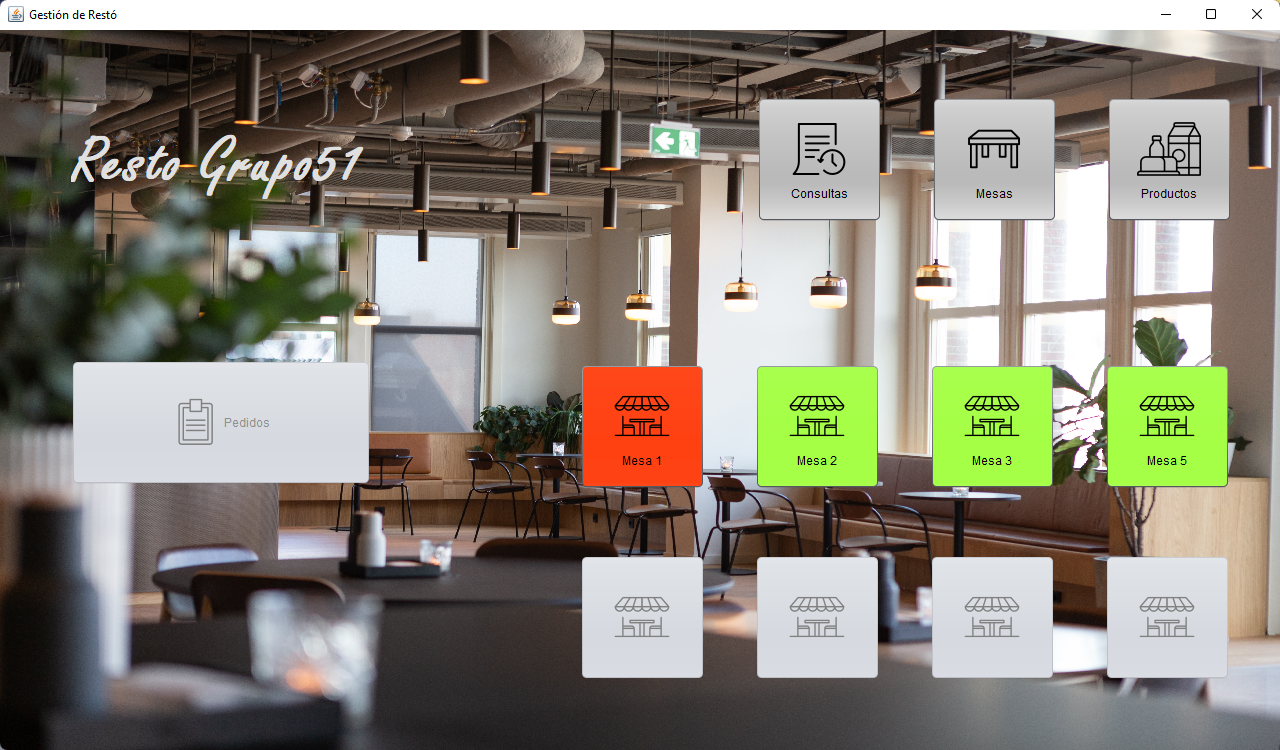 Gestión de Restó
Resto Grupo51
Consultas
Mesas
Productos
Pedidos
Mesa 1
Mesa 2
Mesa 3
Mesa 5